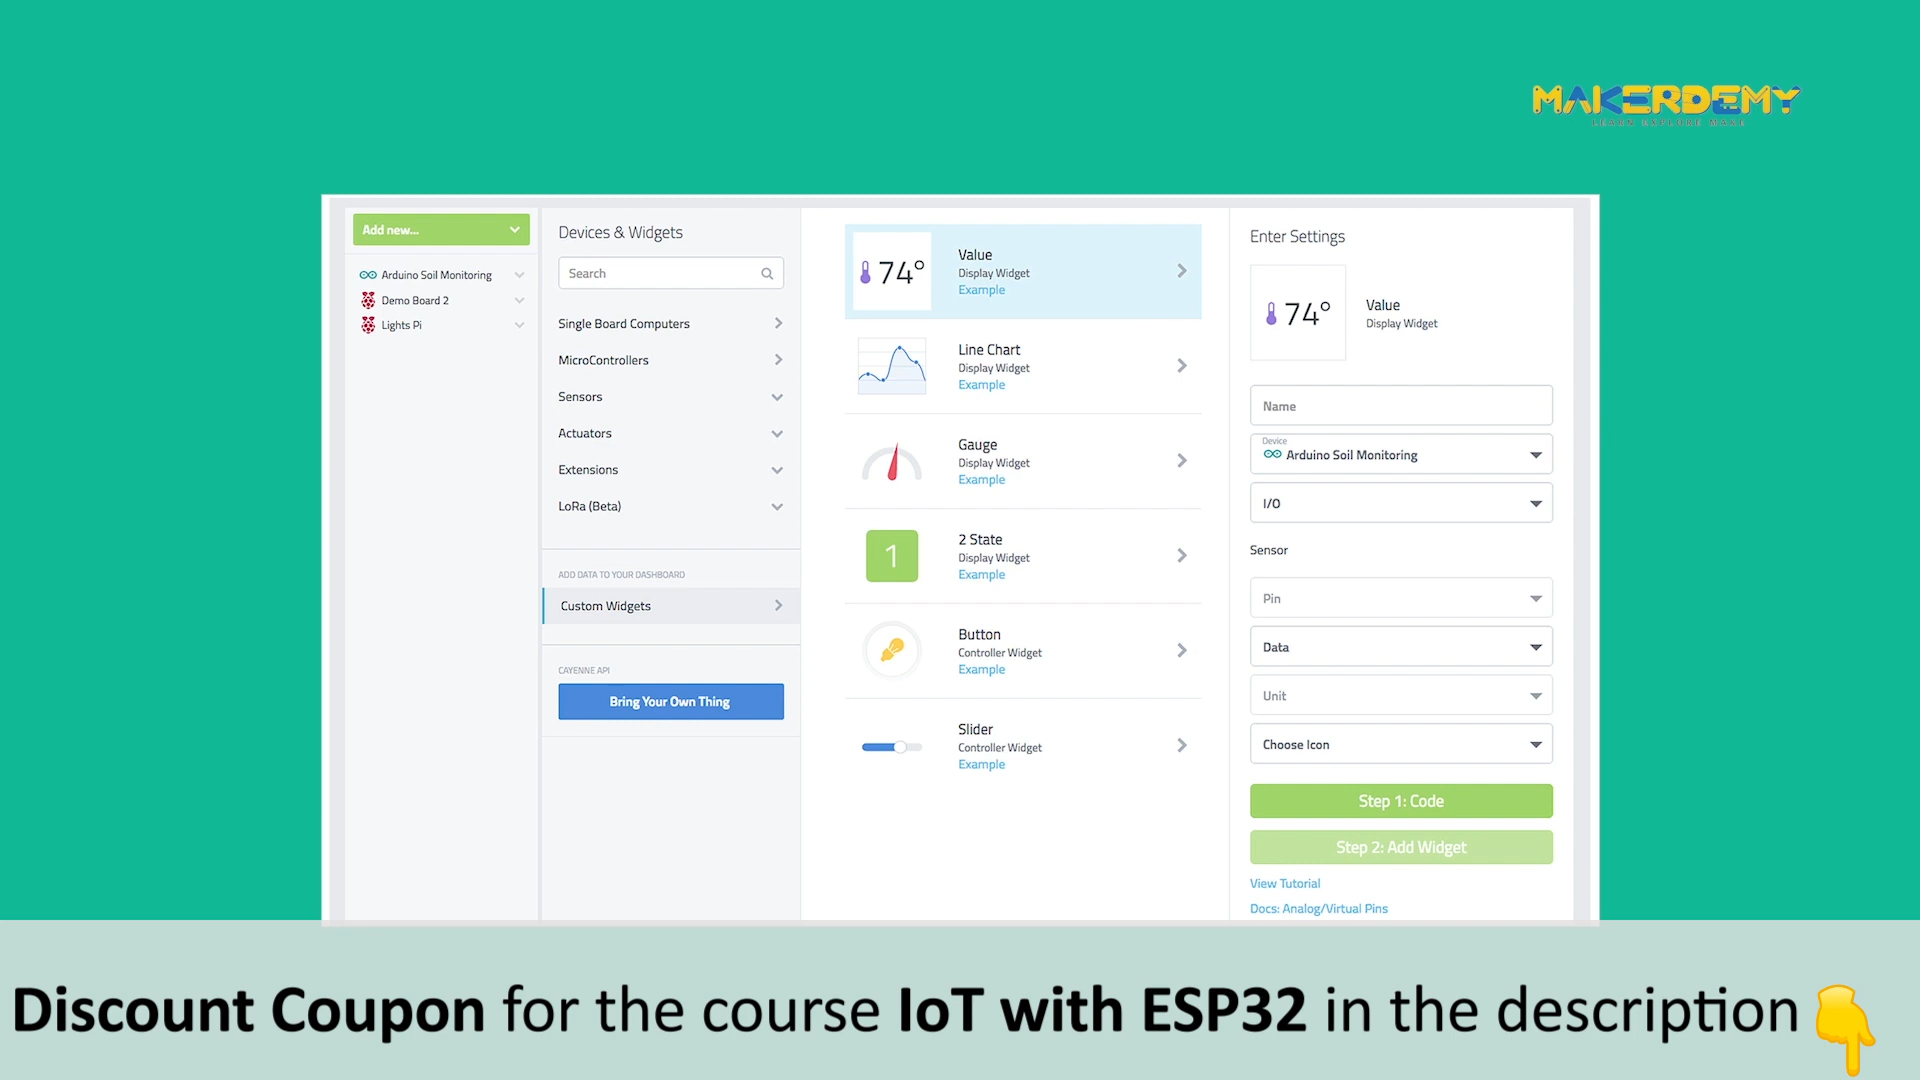 MAKERDEMY
LEARN EXPLORE MAKE
Add new...
Arduino Soil Monitoring
Demo Board 2
Lights Pi
Devices & Widgets
Search
Single Board Computers
MicroControllers
Sensors
Actuators
Extensions
LoRa (Beta)
ADD DATA TO YOUR DASHBOARD
Custom Widgets
CAYENNE API
Bring Your Own Thing
74°
Value
Display Widget
Example
Line Chart
Display Widget
Example
Gauge
Display Widget
Example
1
2 State
Display Widget
Example
Button
Controller Widget
Example
Slider
Controller Widget
Example
Enter Settings
74°
Value
Display Widget
Name
Device
Arduino Soil Monitoring
I/O
Sensor
Pin
Data
Unit
Choose Icon
Step 1: Code
Step 2: Add Widget
View Tutorial
Docs: Analog/Virtual Pins
Discount Coupon for the course IoT with ESP32 in the description